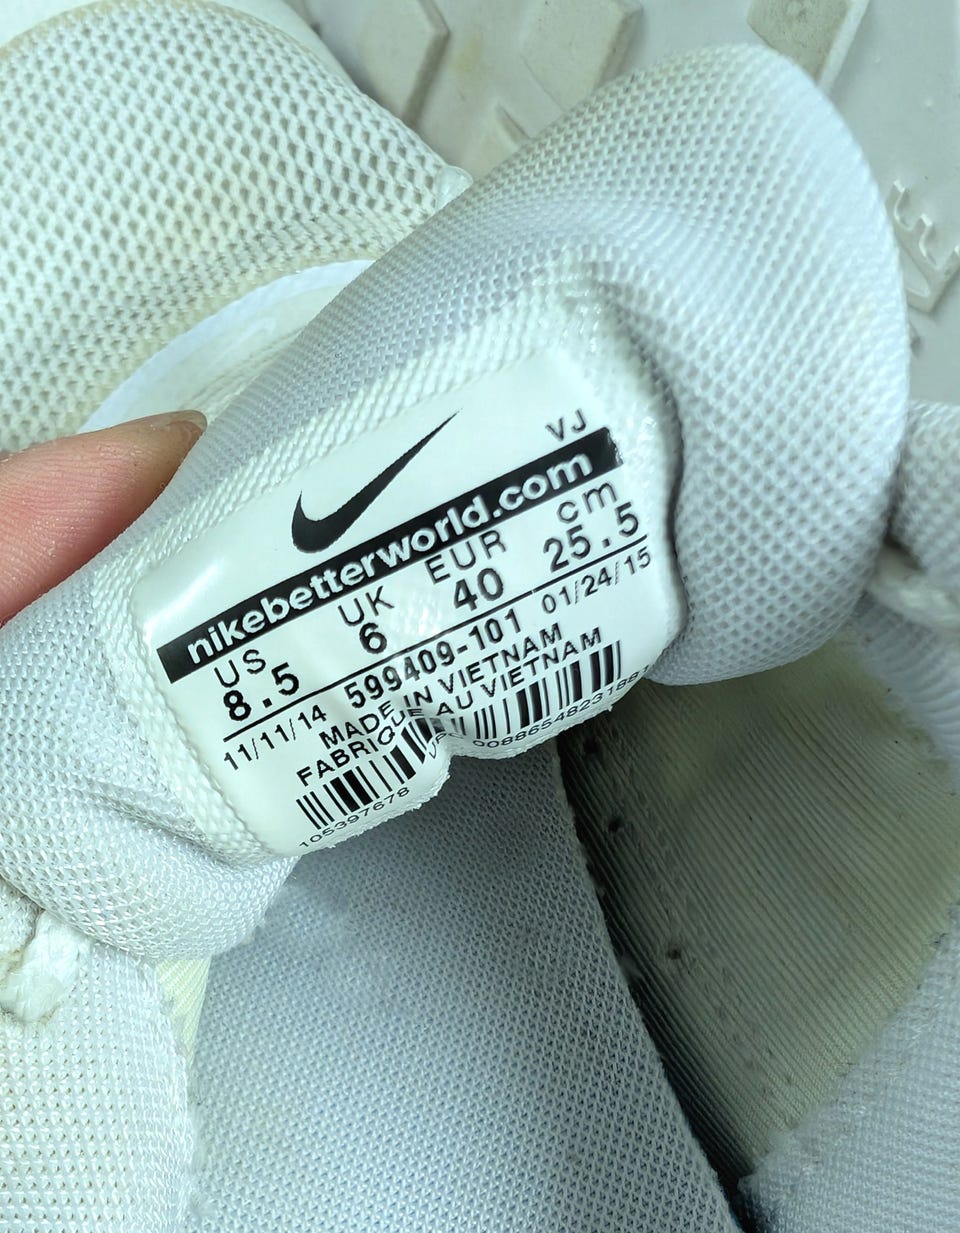 VJ
nikebetterworld.com
US UK EUR cm
8.5 6 40 25.5
11/11/14 599409-101 01/24/15
MADE IN VIETNAM
FABRIQUE AU VIETNAM
105397678